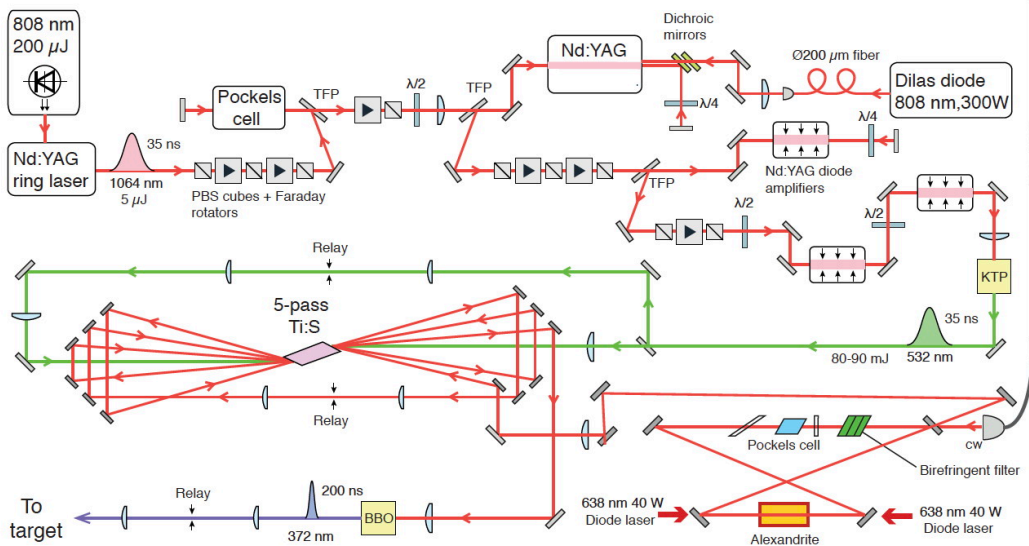 808 nm
200 µJ
Nd:YAG
ring laser
35 ns
1064 nm
5 µJ
PBS cubes + Faraday
rotators
Pockels
cell
TFP
λ/2
TFP
Nd:YAG
Dichroic
mirrors
λ/4
Ø200 µm fiber
Dilas diode
808 nm,300W
λ/4
Nd:YAG diode
amplifiers
TFP
λ/2
λ/2
KTP
35 ns
532 nm
80-90 mJ
Relay
5-pass
Ti:S
Relay
Pockels cell
cw
Birefringent filter
638 nm 40 W
Diode laser
Alexandrite
638 nm 40 W
Diode laser
To
target
Relay
200 ns
372 nm
BBO